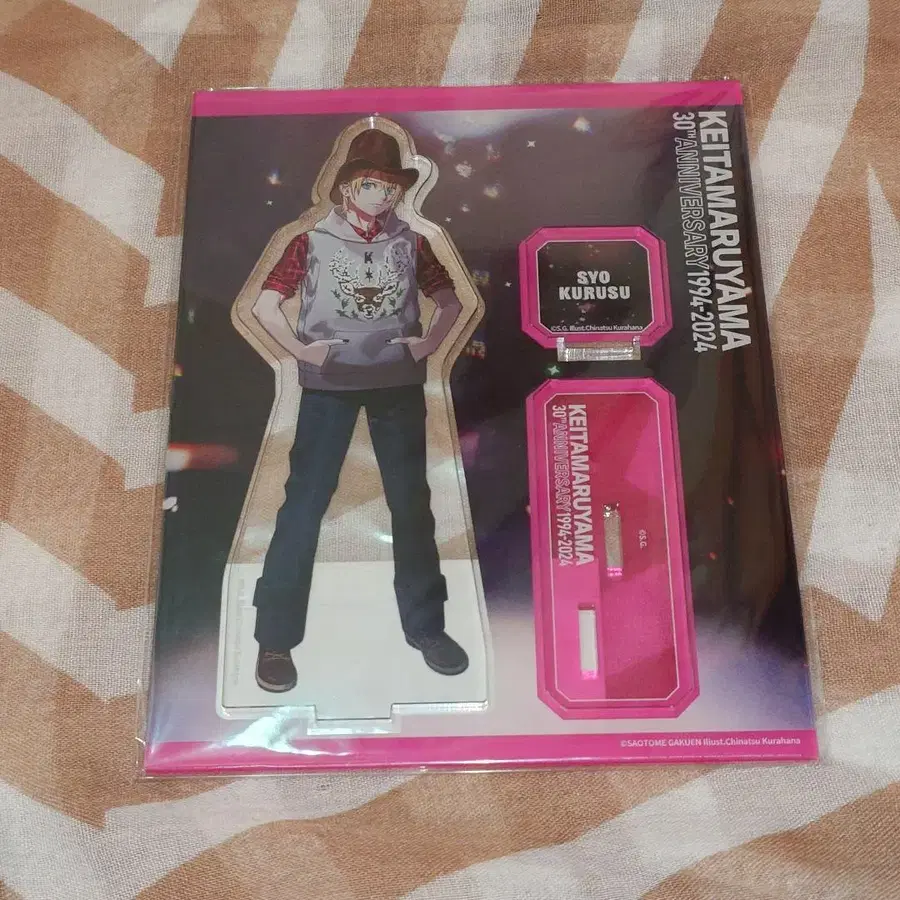 KEITAMARUYAMA
30TH ANNIVERSARY 1994-2024
K
SYO
KURUSU
©S.G. Illust.Chinatsu Kurahana
KEITAMARUYAMA
30TH ANNIVERSARY 1994-2024
©S.G.
©SAOTOME GAKUEN Illust.Chinatsu Kurahana